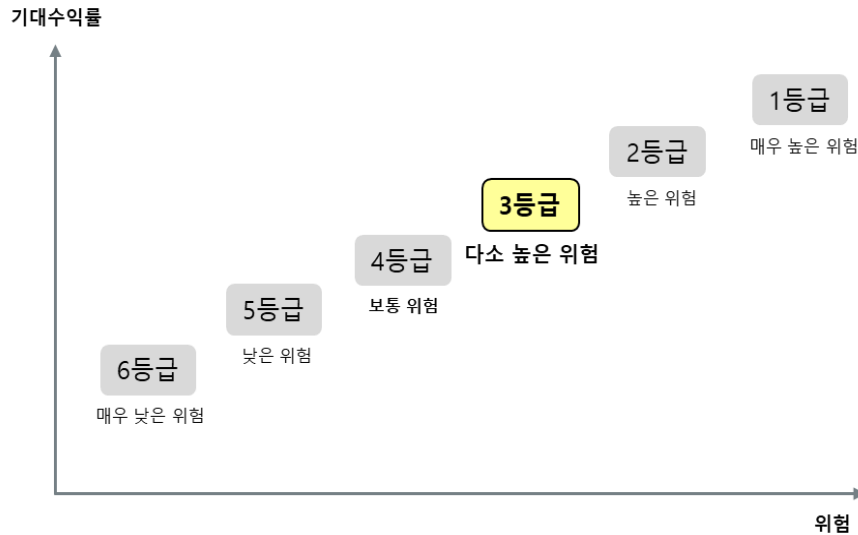 기대수익률
1등급
매우 높은 위험
2등급
높은 위험
3등급
다소 높은 위험
4등급
보통 위험
5등급
낮은 위험
6등급
매우 낮은 위험
위험